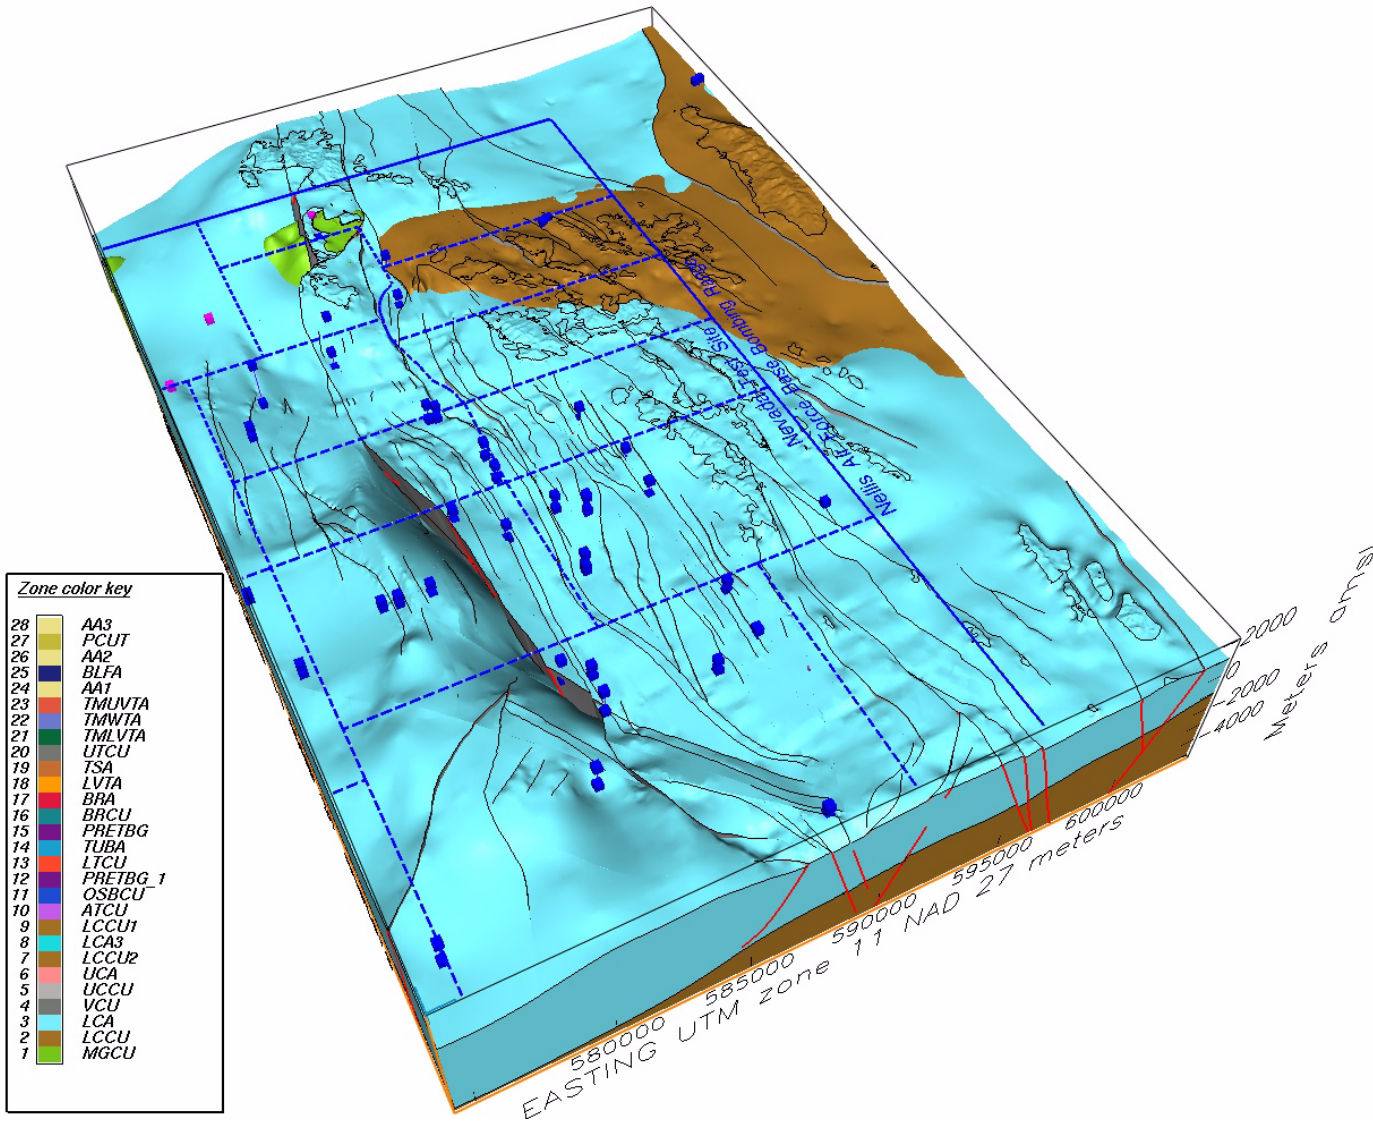 Nevada Test Site
Nellis Air Force Base Bombing Range
Zone color key
28 AA3
27 PCUT
26 AA2
25 BLFA
24 AA1
23 TMUVTA
22 TMWTA
21 TMLVTA
20 UTCU
19 TSA
18 LVTA
17 BRA
16 BRCU
15 PRETBG
14 TUBA
13 LTCU
12 PRETBG_1
11 OSBCU
10 ATCU
9 LCCU1
8 LCA3
7 LCCU2
6 UCA
5 UCCU
4 VCU
3 LCA
2 LCCU
1 MGCU
2000
0
-2000
-4000
Meters amsl
580000
585000
590000
595000
600000
EASTING UTM zone 11 NAD 27 meters